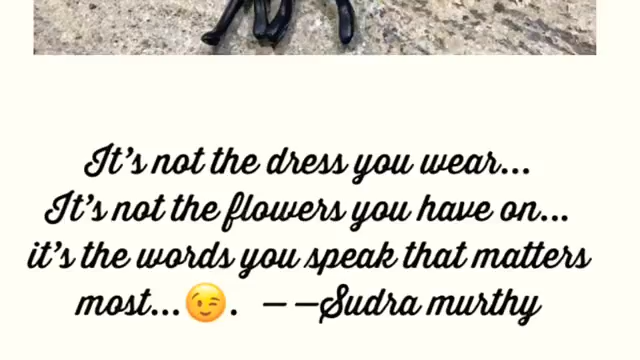 It's not the dress you wear...
It's not the flowers you have on...
it's the words you speak that matters
most...😉. --Sudra murthy